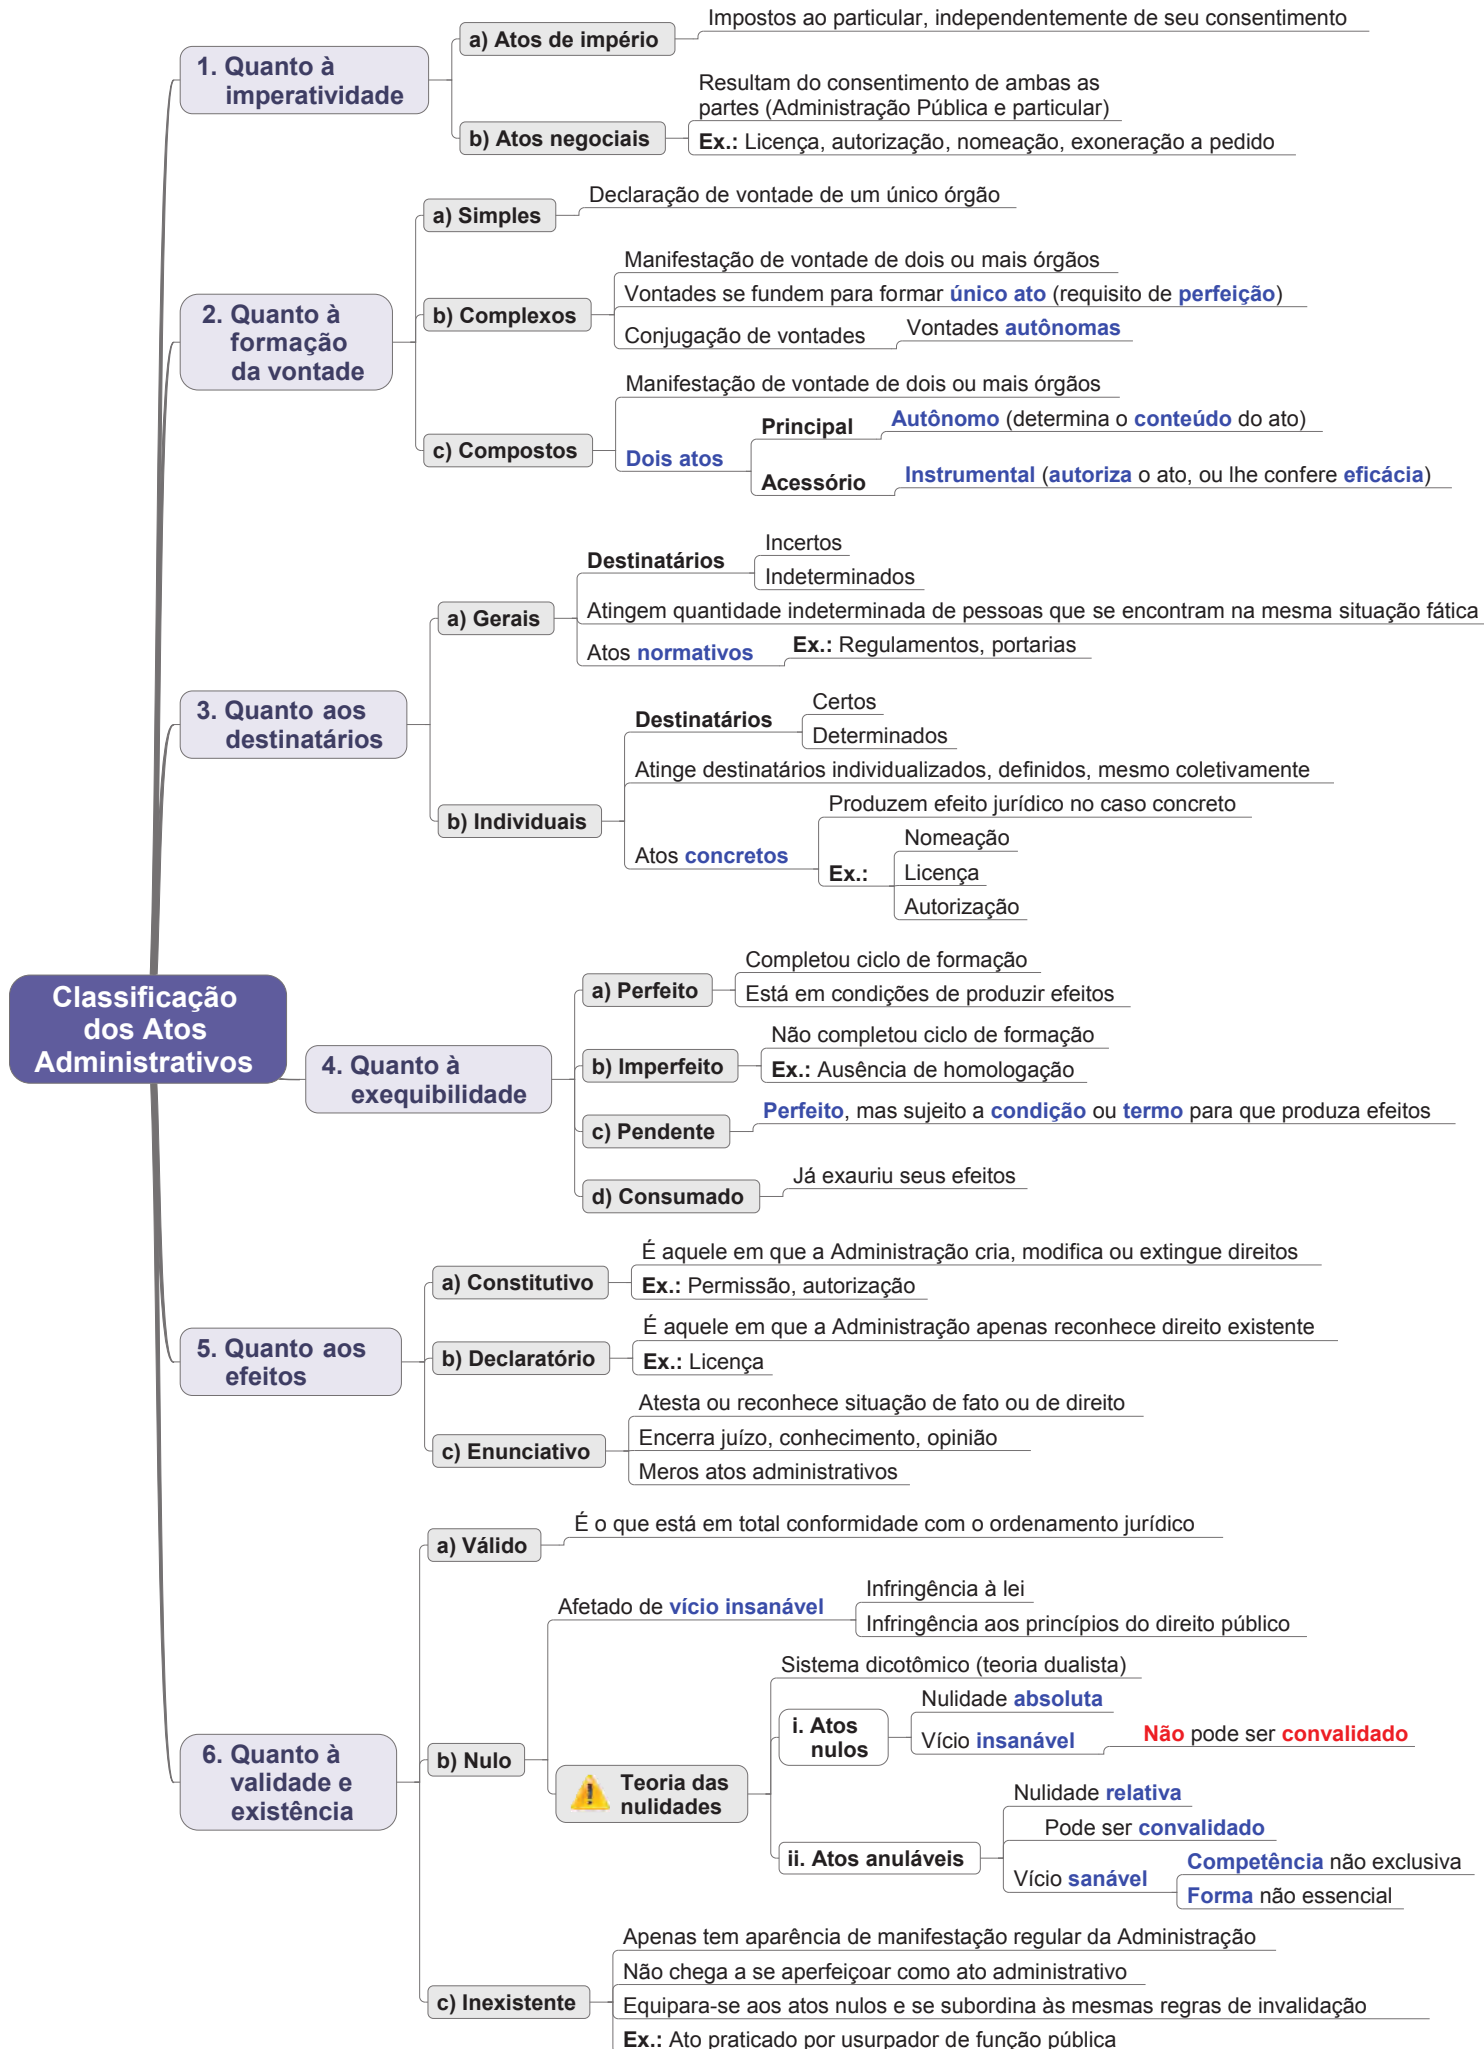 Classificação
dos Atos
Administrativos
1. Quanto à
imperatividade
a) Atos de império
Impostos ao particular, independentemente de seu consentimento
b) Atos negociais
Resultam do consentimento de ambas as
partes (Administração Pública e particular)
Ex.: Licença, autorização, nomeação, exoneração a pedido
2. Quanto à
formação
da vontade
a) Simples
Declaração de vontade de um único órgão
b) Complexos
Manifestação de vontade de dois ou mais órgãos
Vontades se fundem para formar único ato (requisito de perfeição)
Conjugação de vontades
Vontades autônomas
c) Compostos
Manifestação de vontade de dois ou mais órgãos
Dois atos
Principal
Autônomo (determina o conteúdo do ato)
Acessório
Instrumental (autoriza o ato, ou lhe confere eficácia)
3. Quanto aos
destinatários
a) Gerais
Destinatários
Incertos
Indeterminados
Atingem quantidade indeterminada de pessoas que se encontram na mesma situação fática
Atos normativos
Ex.: Regulamentos, portarias
b) Individuais
Destinatários
Certos
Determinados
Atinge destinatários individualizados, definidos, mesmo coletivamente
Atos concretos
Produzem efeito jurídico no caso concreto
Ex.:
Nomeação
Licença
Autorização
4. Quanto à
exequibilidade
a) Perfeito
Completou ciclo de formação
Está em condições de produzir efeitos
b) Imperfeito
Não completou ciclo de formação
Ex.: Ausência de homologação
c) Pendente
Perfeito, mas sujeito a condição ou termo para que produza efeitos
d) Consumado
Já exauriu seus efeitos
5. Quanto aos
efeitos
a) Constitutivo
É aquele em que a Administração cria, modifica ou extingue direitos
Ex.: Permissão, autorização
b) Declaratório
É aquele em que a Administração apenas reconhece direito existente
Ex.: Licença
c) Enunciativo
Atesta ou reconhece situação de fato ou de direito
Encerra juízo, conhecimento, opinião
Meros atos administrativos
6. Quanto à
validade e
existência
a) Válido
É o que está em total conformidade com o ordenamento jurídico
b) Nulo
Afetado de vício insanável
Infringência à lei
Infringência aos princípios do direito público
Teoria das
nulidades
Sistema dicotômico (teoria dualista)
i. Atos
nulos
Nulidade absoluta
Vício insanável
Não pode ser convalidado
ii. Atos anuláveis
Nulidade relativa
Pode ser convalidado
Vício sanável
Competência não exclusiva
Forma não essencial
c) Inexistente
Apenas tem aparência de manifestação regular da Administração
Não chega a se aperfeiçoar como ato administrativo
Equipara-se aos atos nulos e se subordina às mesmas regras de invalidação
Ex.: Ato praticado por usurpador de função pública